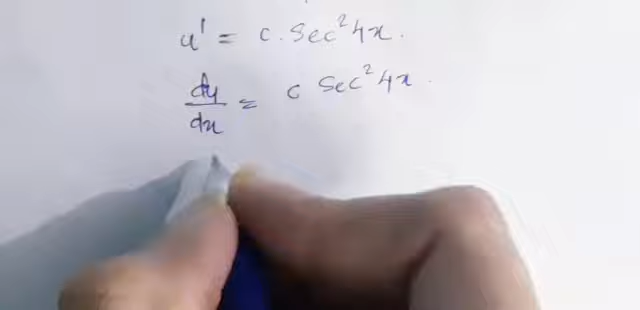 u' = c. Sec²4x.
dy/dx = c Sec²4x.